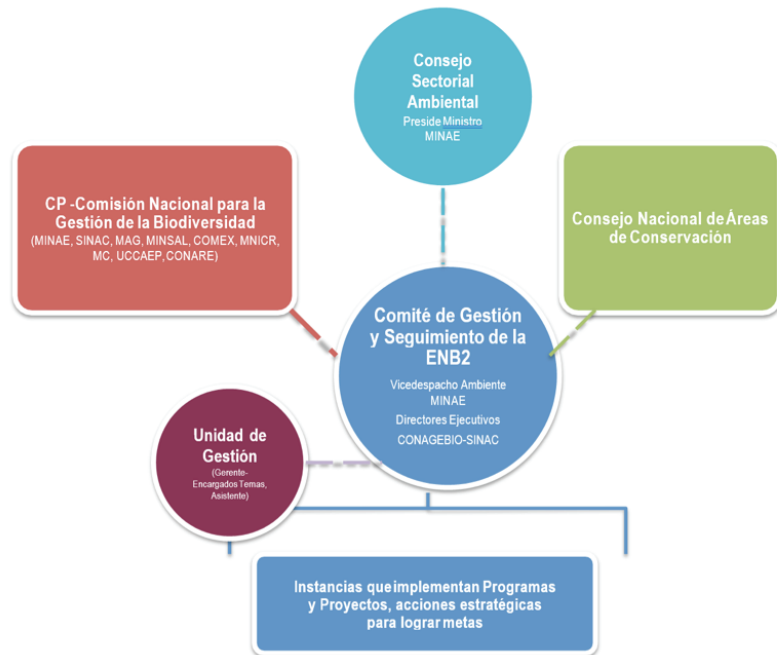 Consejo
Sectorial
Ambiental
Preside Ministro
MINAE
CP -Comisión Nacional para la
Gestión de la Biodiversidad
(MINAE, SINAC, MAG, MINSAL, COMEX, MNICR,
MC, UCCAEP, CONARE)
Consejo Nacional de Áreas
de Conservación
Comité de Gestión
y Seguimiento de la
ENB2
Vicedespacho Ambiente
MINAE
Directores Ejecutivos
CONAGEBIO-SINAC
Unidad de
Gestión
(Gerente-
Encargados Temas,
Asistente)
Instancias que implementan Programas
y Proyectos, acciones estratégicas
para lograr metas